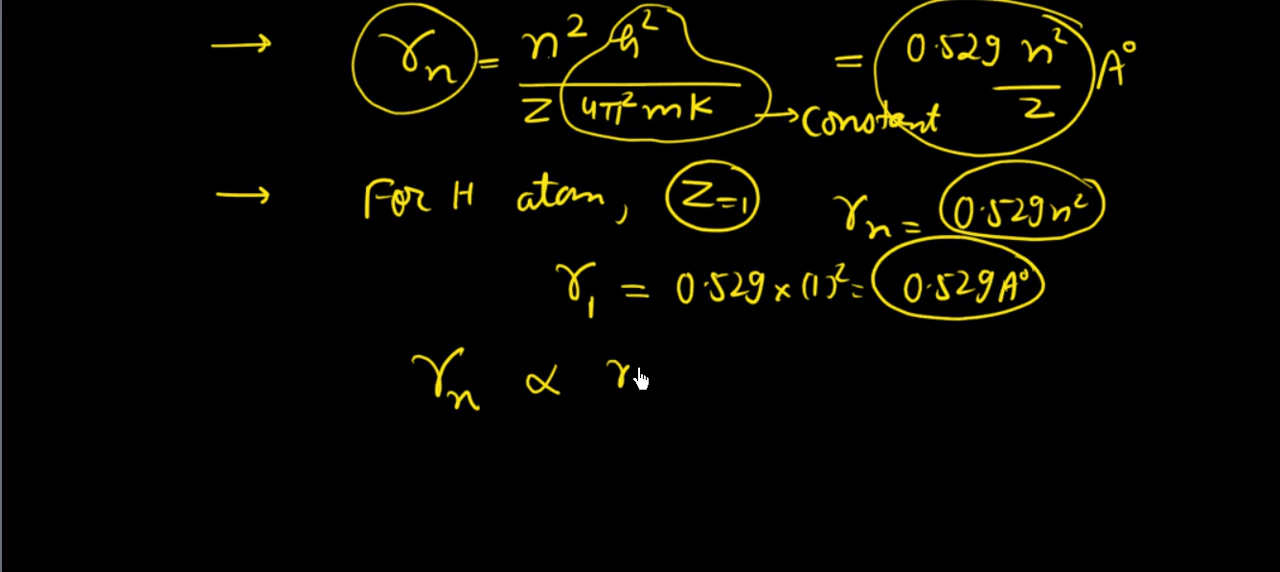 → rₙ = n² h² / Z 4π² m K → Constant = 0.529 n² / Z A°
→ For H atom, Z=1 rₙ = 0.529n²
r₁ = 0.529 × (1)² = 0.529A°
rₙ ∝